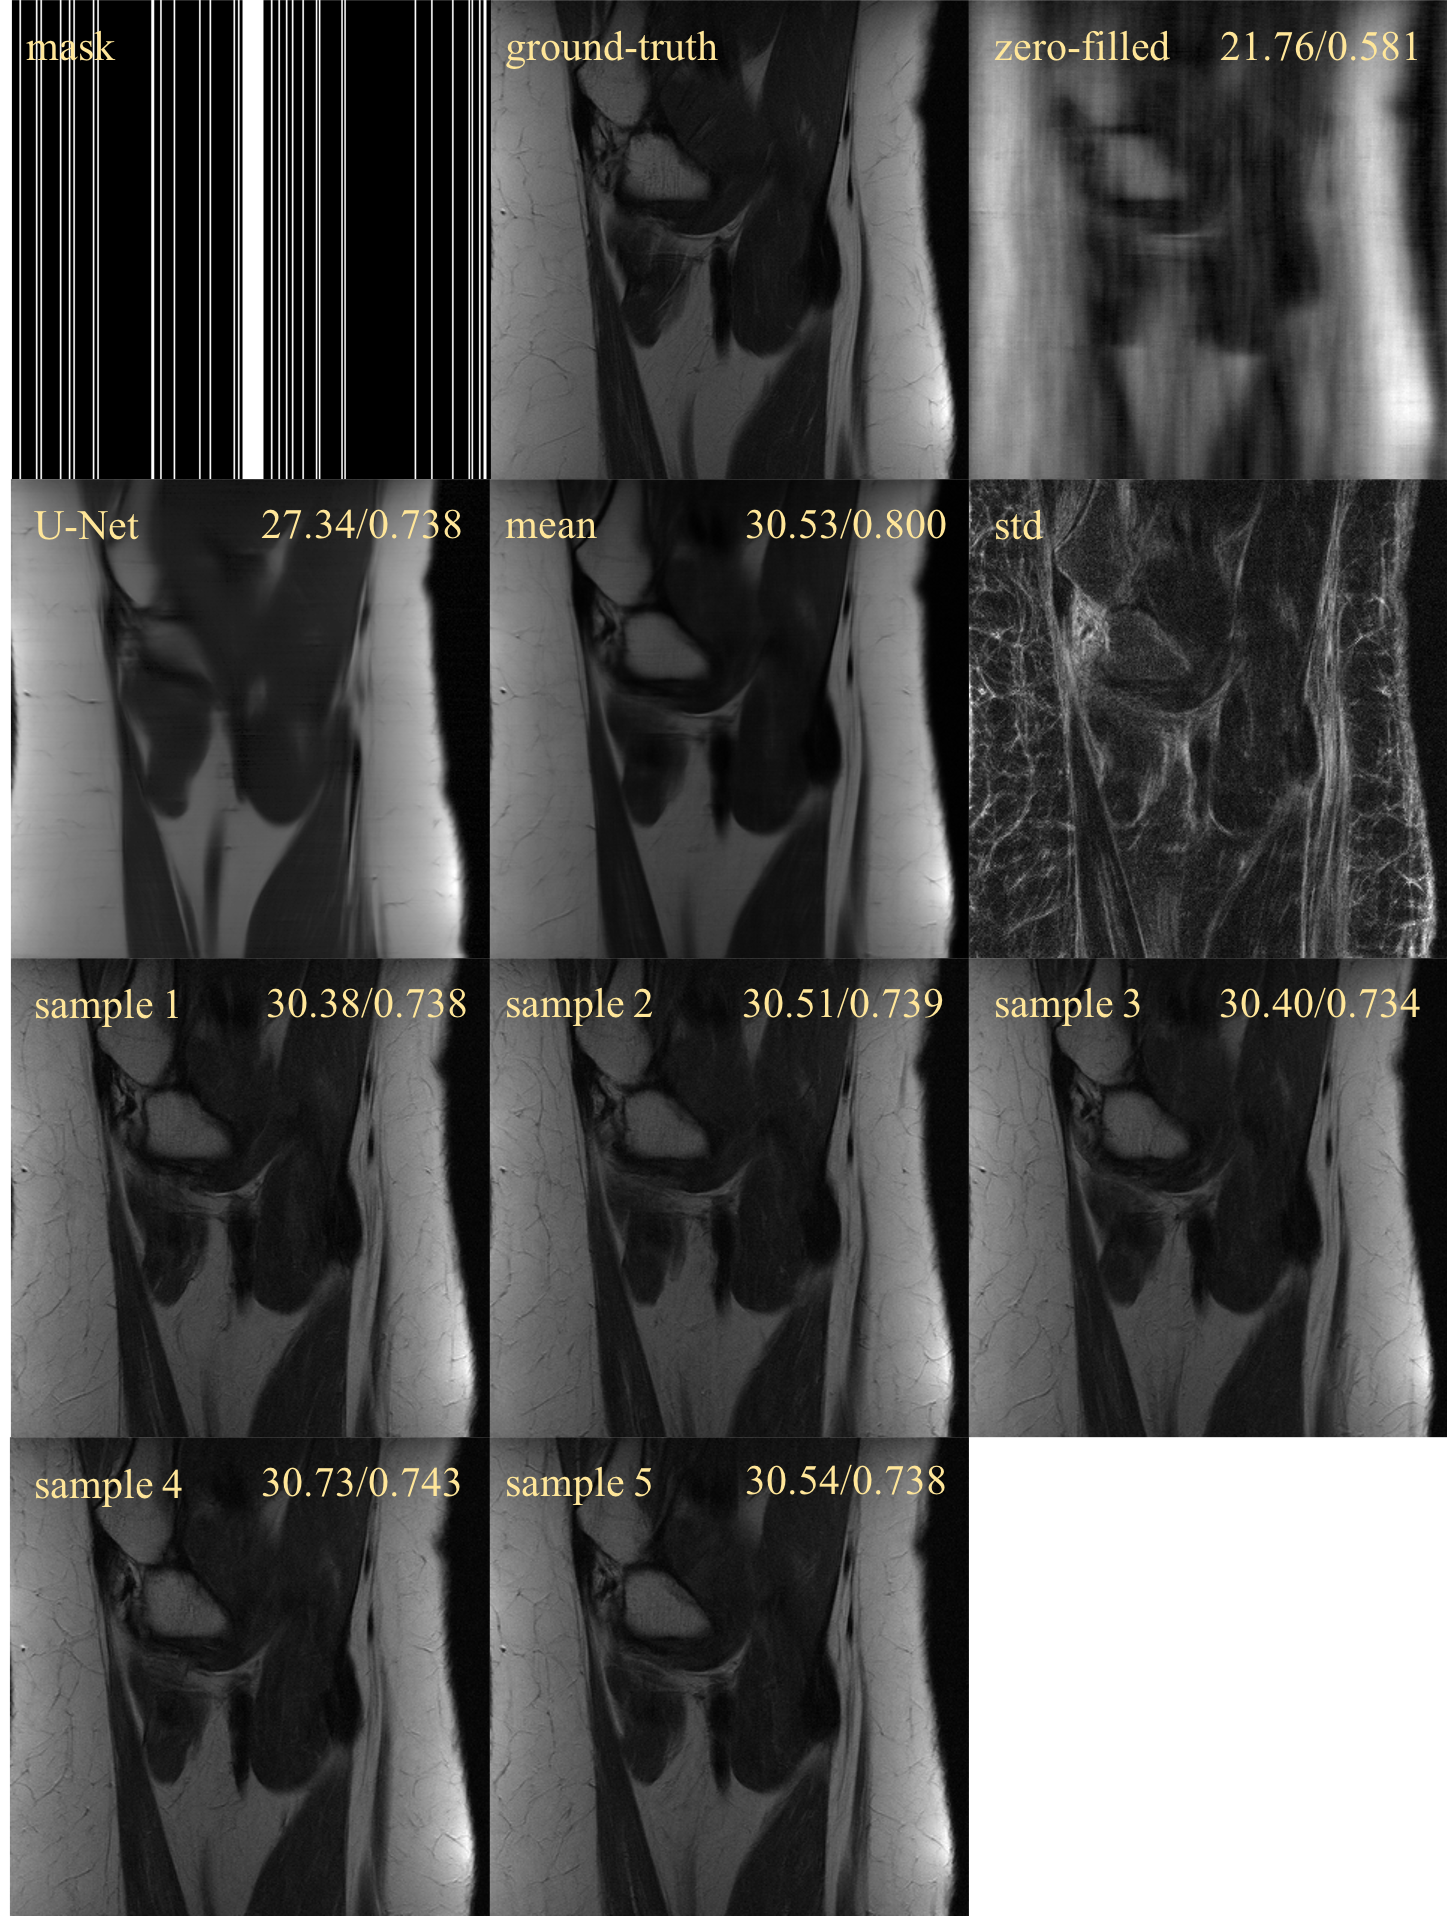 mask
ground-truth
zero-filled 21.76/0.581
U-Net 27.34/0.738
mean 30.53/0.800
std
sample 1 30.38/0.738
sample 2 30.51/0.739
sample 3 30.40/0.734
sample 4 30.73/0.743
sample 5 30.54/0.738